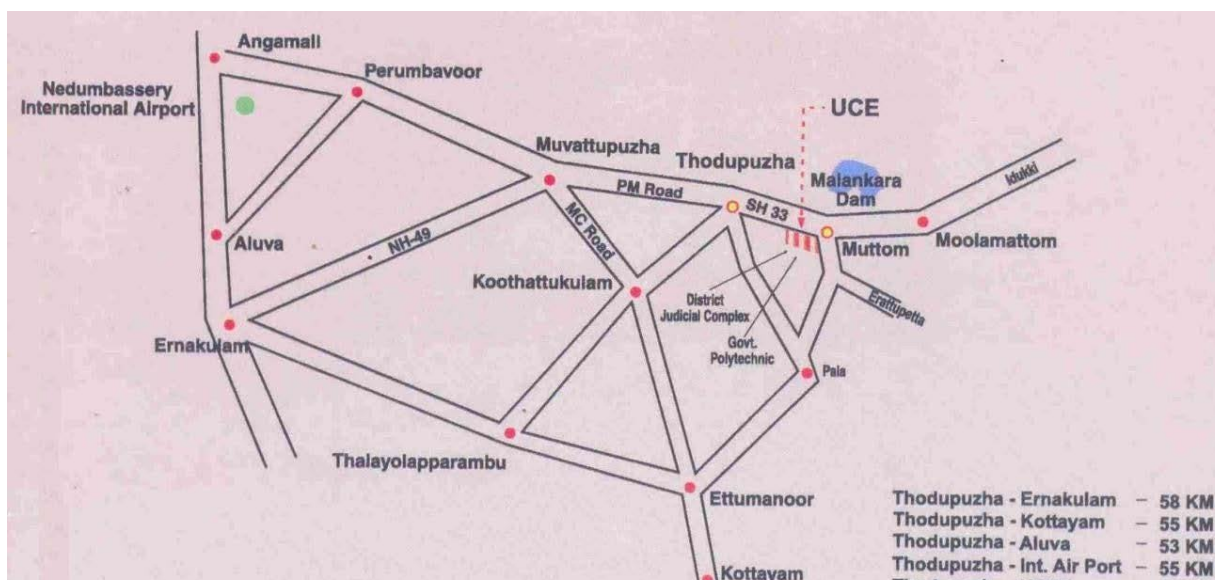 Angamali
Nedumbassery
International Airport
Perumbavoor
UCE
Muvattupuzha
Thodupuzha
Malankara
Dam
Idukki
PM Road
SH 33
Aluva
NH-49
MC Road
Muttom
Moolamattom
Koothattukulam
District
Judicial Complex
Erattupetta
Govt.
Polytechnic
Ernakulam
Pala
Thalayolapparambu
Ettumanoor
Thodupuzha - Ernakulam – 58 KM
Thodupuzha - Kottayam – 55 KM
Thodupuzha - Aluva – 53 KM
Thodupuzha - Int. Air Port – 55 KM
Kottayam